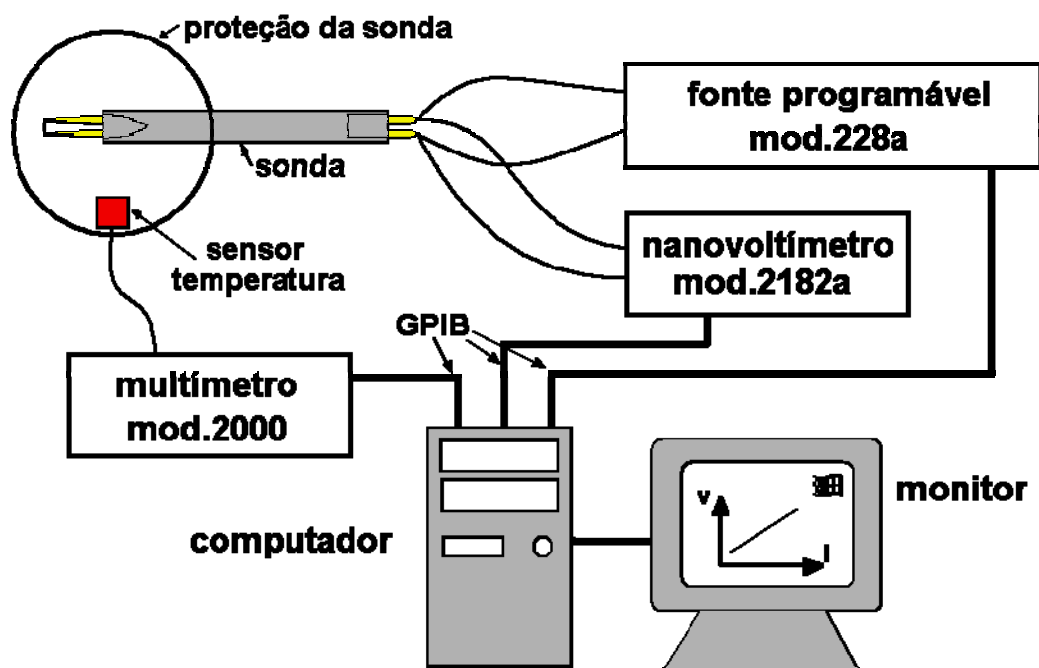 proteção da sonda
fonte programável
mod.228a
sonda
sensor
temperatura
nanovoltímetro
mod.2182a
GPIB
multímetro
mod.2000
computador
monitor
v
I